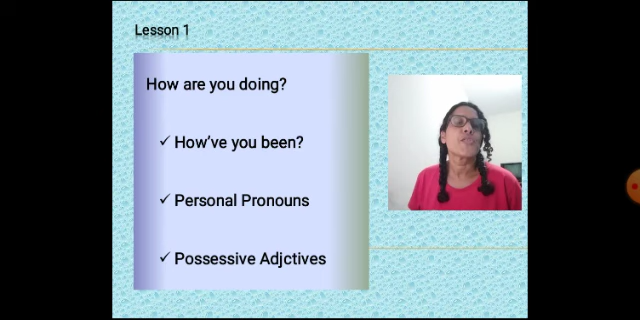 Lesson 1
How are you doing?
✓ How've you been?
✓ Personal Pronouns
✓ Possessive Adjctives